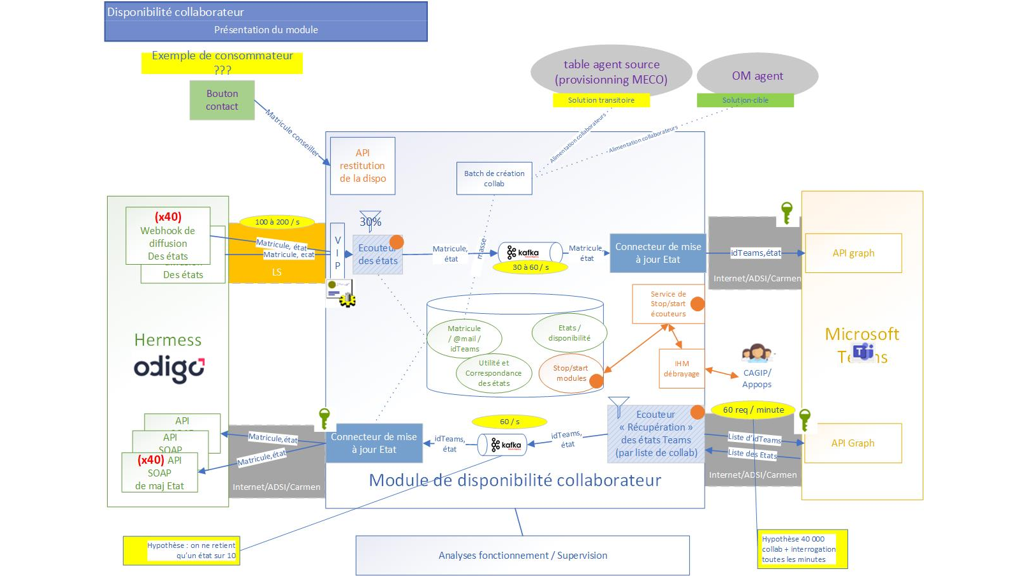 Disponibilité collaborateur
Présentation du module
Exemple de consommateur
???
Bouton
contact
Matricule conseiller
table agent source
(provisionning MECO)
Solution transitoire
OM agent
Solution cible
Alimentation collaborateurs
Alimentation collaborateurs
API
restitution
de la dispo
Batch de création
collab
masse
(x40)
Webhook de
diffusion
Des états
Des états
100 à 200 / s
Matricule, état
Matricule, état
LS
V
I
P
30%
Ecouteur
des états
Matricule,
état
kafka
30 à 60 / s
Matricule,
état
Connecteur de mise
à jour Etat
idTeams,état
Internet/ADSI/Carmen
API graph
Hermess
odigo
Matricule
/ @mail /
idTeams
Etats /
disponibilité
Utilité et
Correspondance
des états
Stop/start
modules
Service de
Stop/start
écouteurs
IHM
débrayage
CAGIP/
Appops
Microsoft
Teams
API
API
SOAP
(x40) API
SOAP
de maj Etat
Matricule,état
Matricule,état
Internet/ADSI/Carmen
Connecteur de mise
à jour Etat
idTeams,
état
60 / s
kafka
idTeams,
état
Ecouteur
« Récupération »
des états Teams
(par liste de collab)
60 req / minute
Liste d'idTeams
Liste des Etats
Internet/ADSI/Carmen
API Graph
Module de disponibilité collaborateur
Hypothèse : on ne retient
qu'un état sur 10
Analyses fonctionnement / Supervision
Hypothèse 40 000
collab + interrogation
toutes les minutes